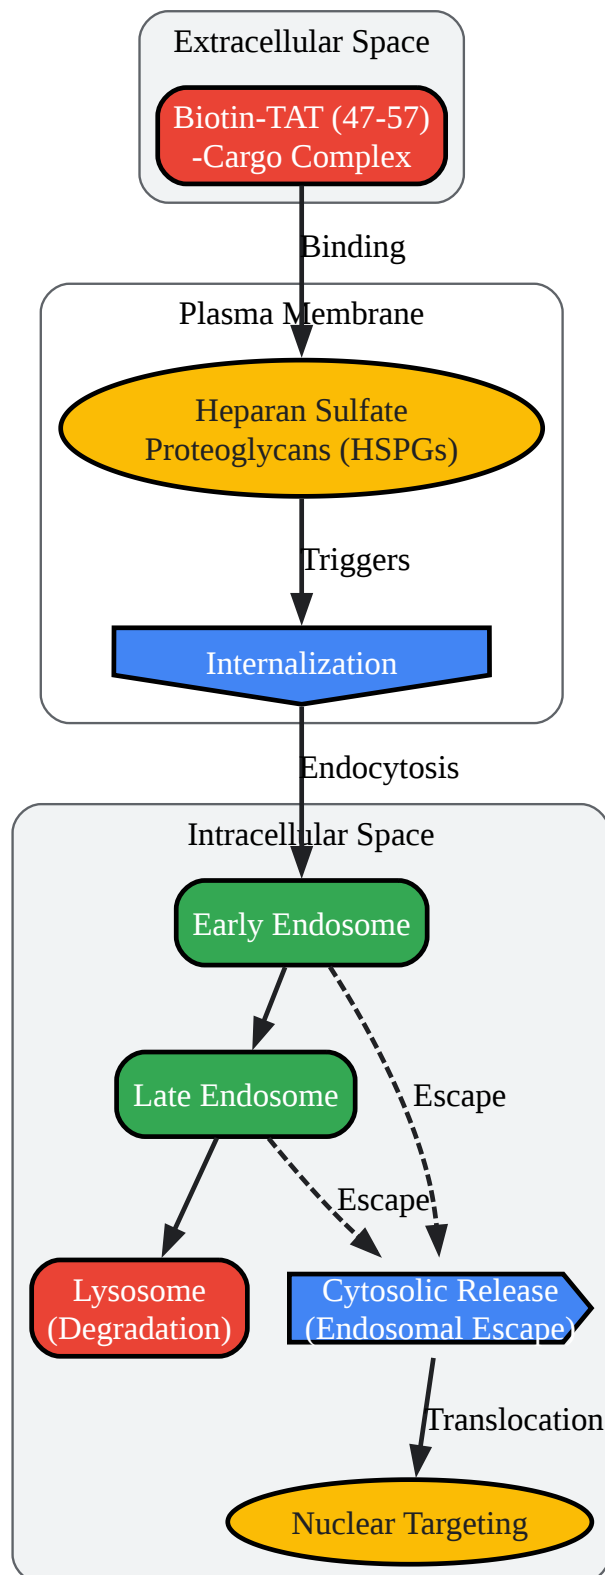 Extracellular Space
Biotin-TAT (47-57)
-Cargo Complex
Binding
Plasma Membrane
Heparan Sulfate
Proteoglycans (HSPGs)
Triggers
Internalization
Endocytosis
Intracellular Space
Early Endosome
Late Endosome
Escape
Escape
Lysosome
(Degradation)
Cytosolic Release
(Endosomal Escape)
Translocation
Nuclear Targeting